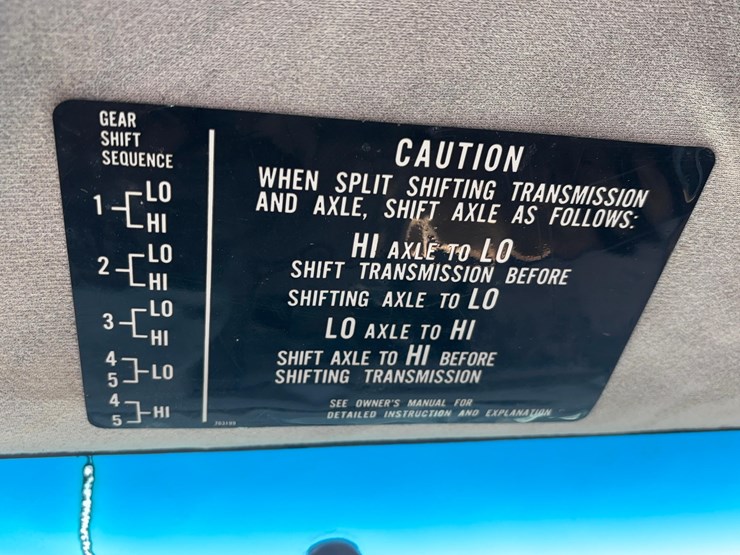 GEAR
SHIFT
SEQUENCE
1 LO
HI
2 LO
HI
3 LO
HI
4
5 LO
4
5 HI
CAUTION
WHEN SPLIT SHIFTING TRANSMISSION
AND AXLE, SHIFT AXLE AS FOLLOWS:
HI AXLE TO LO
SHIFT TRANSMISSION BEFORE
SHIFTING AXLE TO LO
LO AXLE TO HI
SHIFT AXLE TO HI BEFORE
SHIFTING TRANSMISSION
SEE OWNER'S MANUAL FOR
DETAILED INSTRUCTION AND EXPLANATION